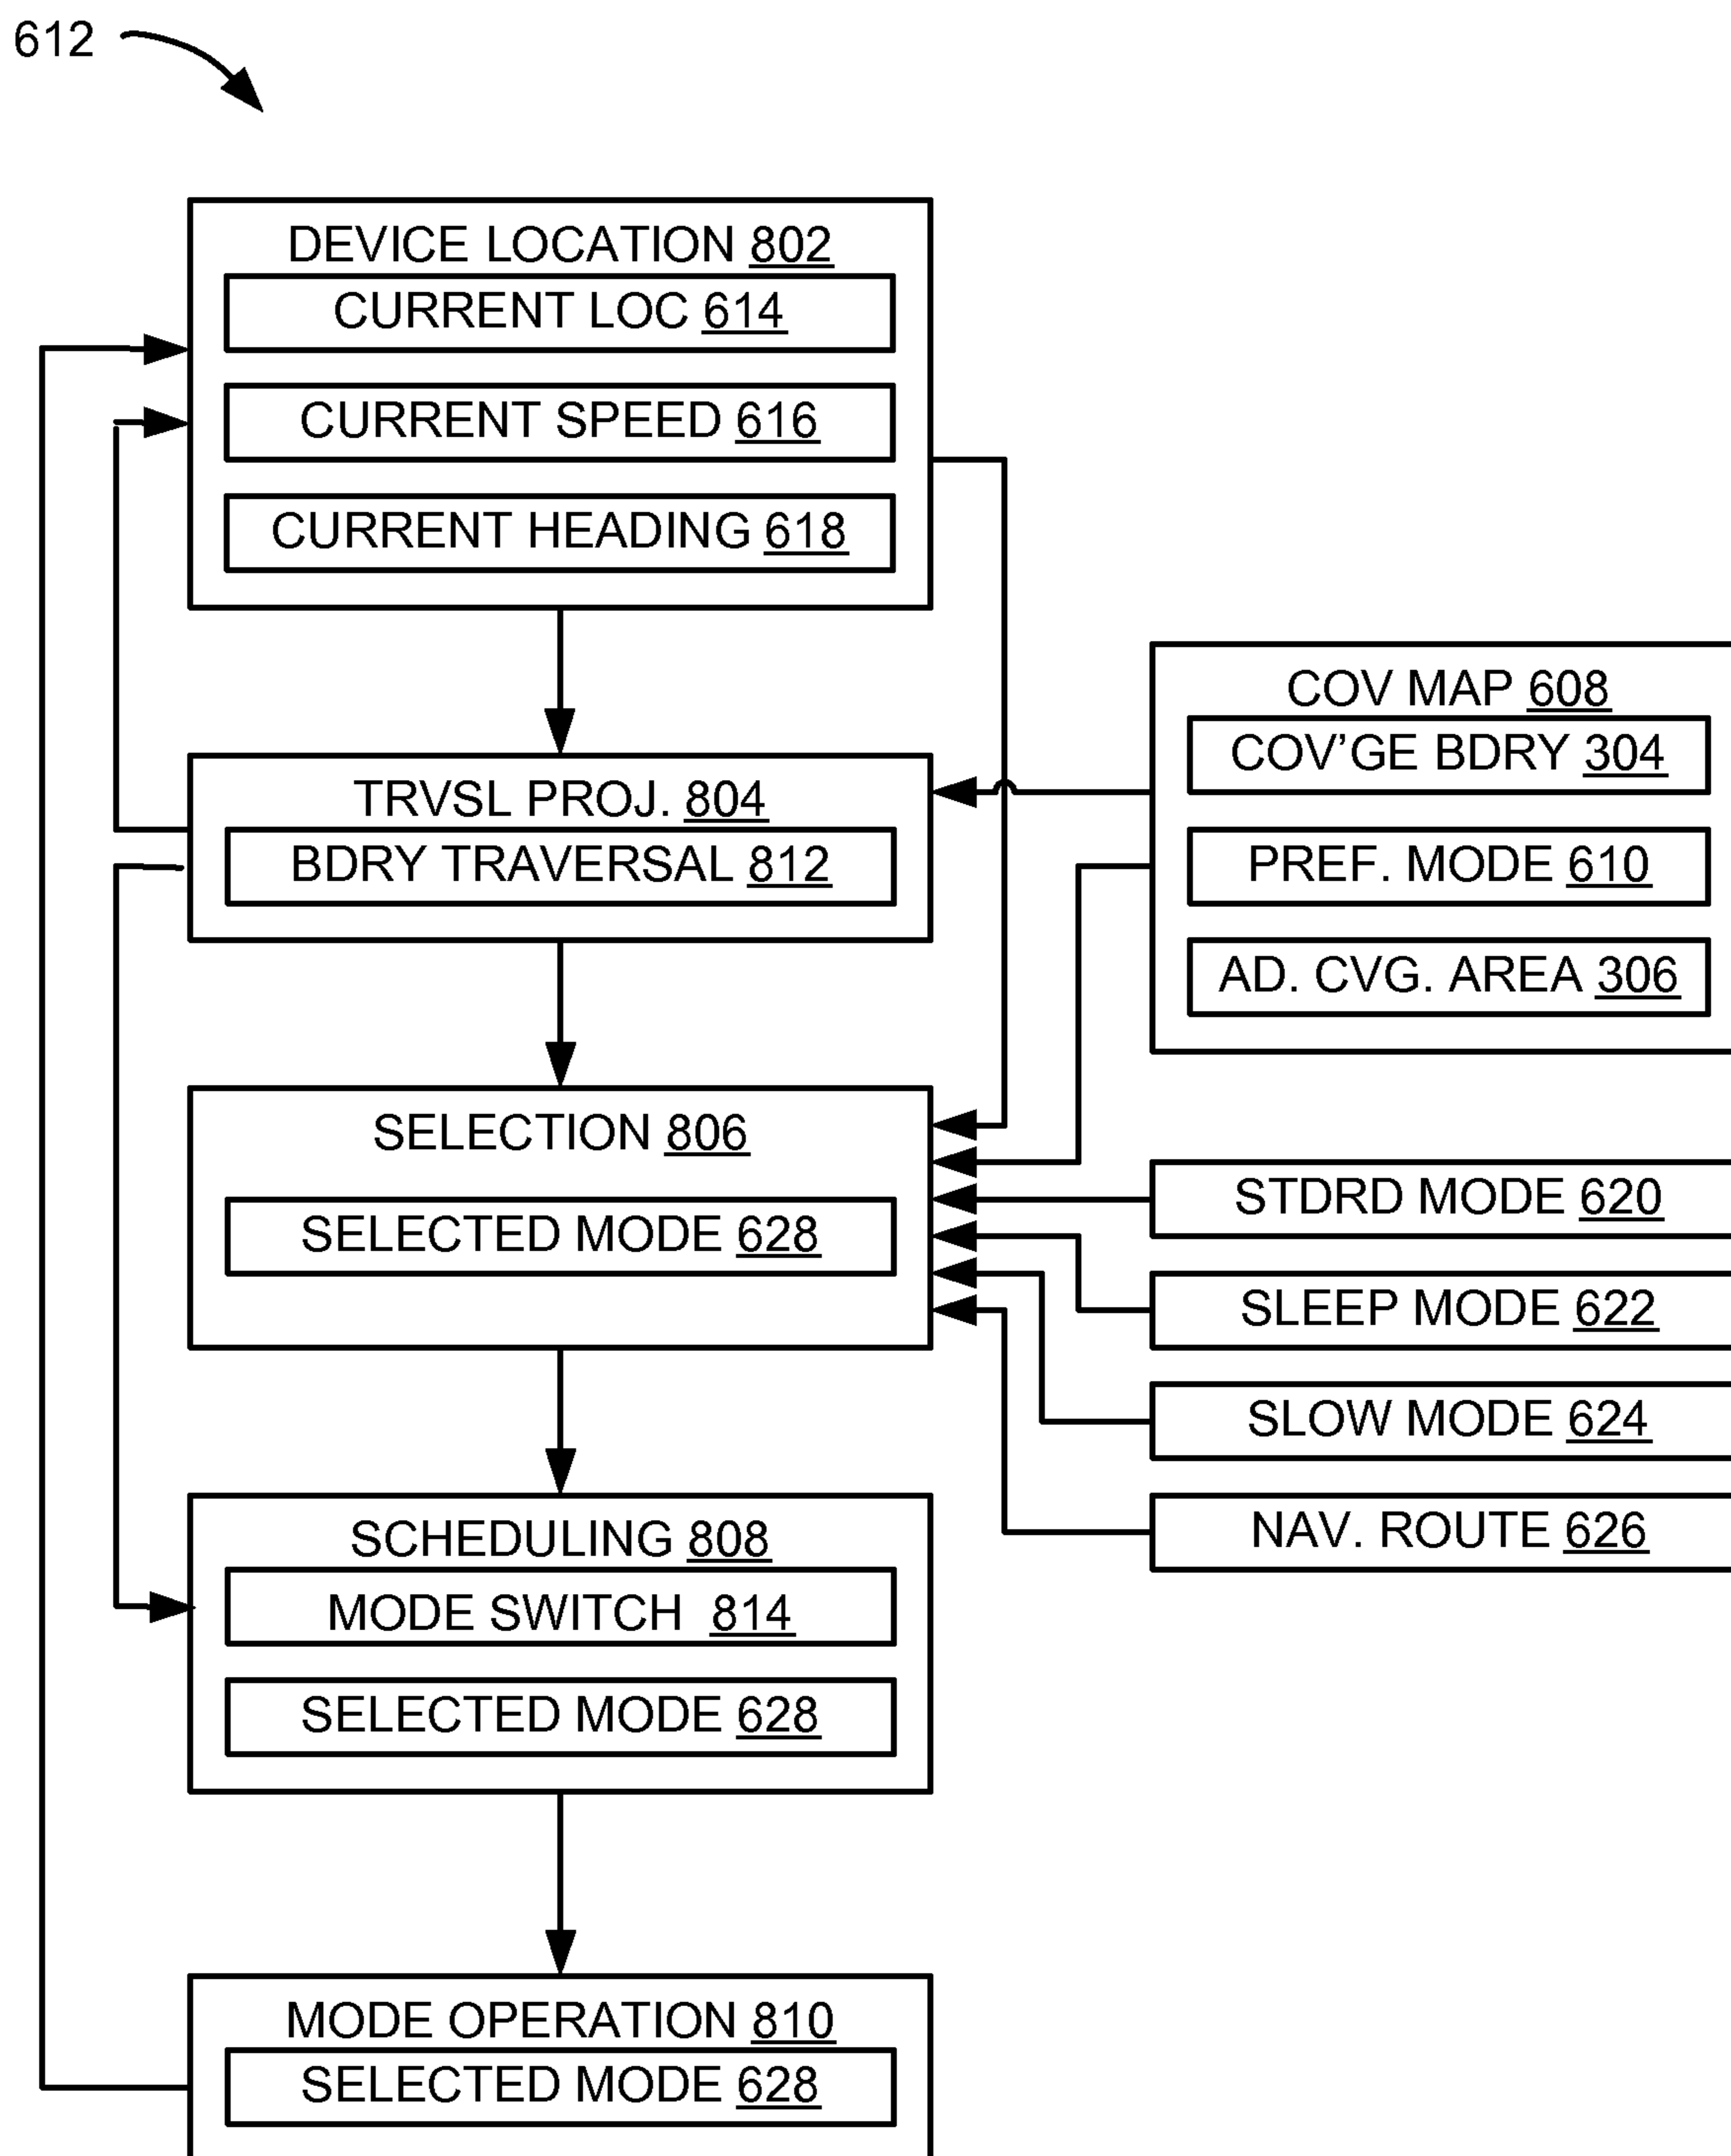 612
DEVICE LOCATION 802
CURRENT LOC 614
CURRENT SPEED 616
CURRENT HEADING 618
TRVSL PROJ. 804
BDRY TRAVERSAL 812
SELECTION 806
SELECTED MODE 628
SCHEDULING 808
MODE SWITCH 814
SELECTED MODE 628
MODE OPERATION 810
SELECTED MODE 628
COV MAP 608
COV’GE BDRY 304
PREF. MODE 610
AD. CVG. AREA 306
STDRD MODE 620
SLEEP MODE 622
SLOW MODE 624
NAV. ROUTE 626